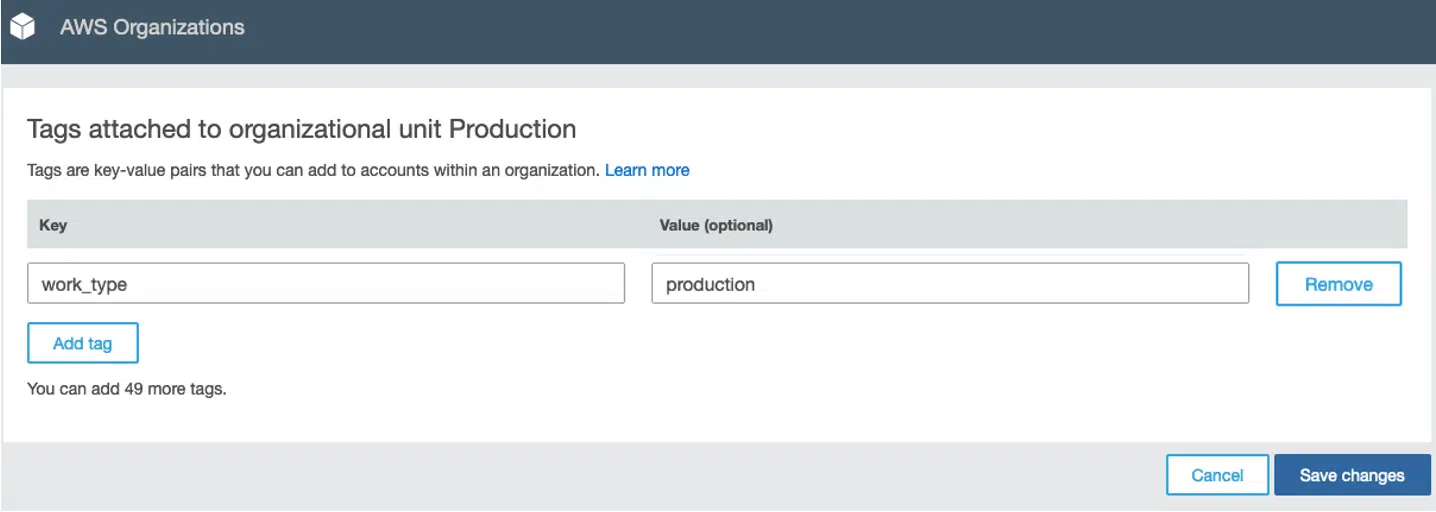 AWS Organizations
Tags attached to organizational unit Production
Tags are key-value pairs that you can add to accounts within an organization. Learn more
Key Value (optional)
work_type production Remove
Add tag
You can add 49 more tags.
Cancel Save changes